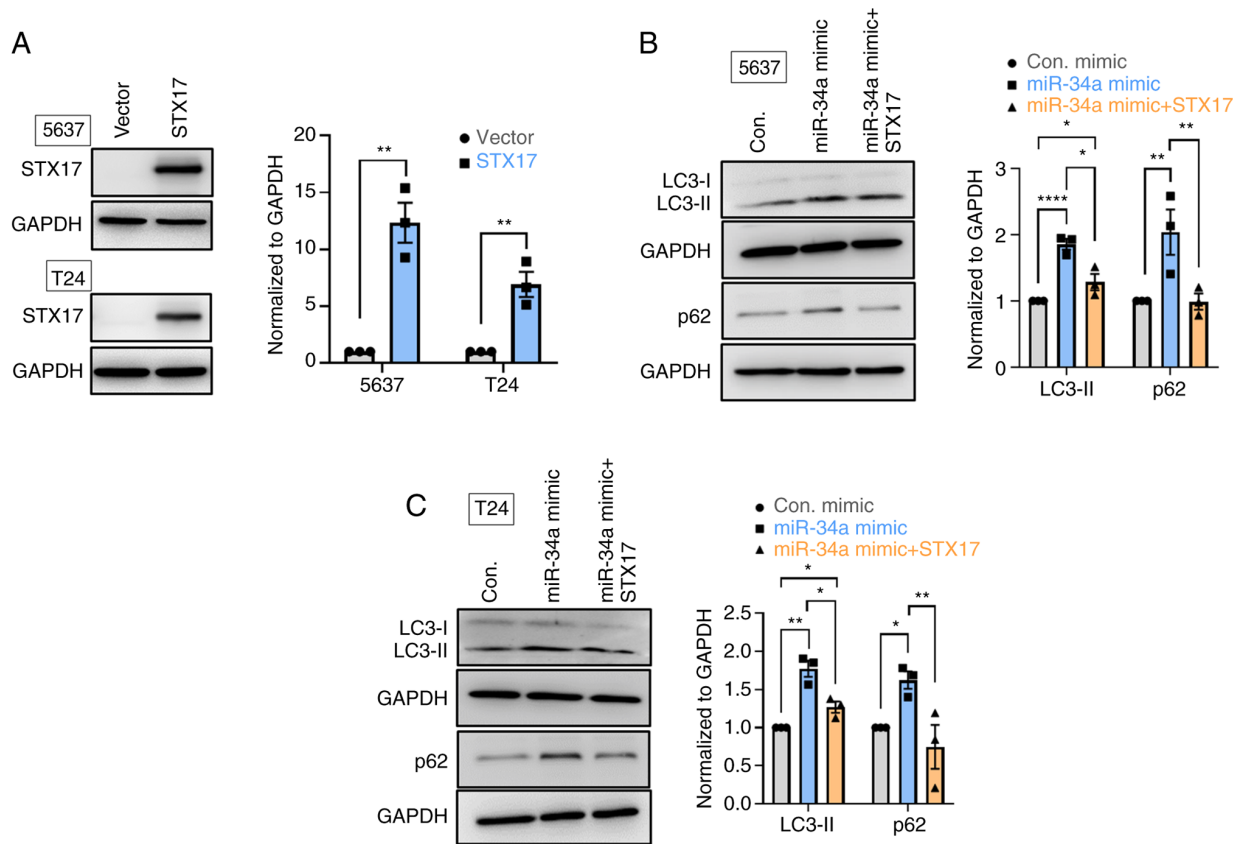 A
Vector
STX17
5637
STX17
GAPDH
T24
STX17
GAPDH
Normalized to GAPDH
20
15
10
5
0
**
**
Vector
STX17
5637
T24
B
5637
Con.
miR-34a mimic
miR-34a mimic+
STX17
LC3-I
LC3-II
GAPDH
p62
GAPDH
Con. mimic
miR-34a mimic
miR-34a mimic+STX17
Normalized to GAPDH
3
2
1
0
*
*
****
**
**
LC3-II
p62
C
T24
Con.
miR-34a mimic
miR-34a mimic+
STX17
LC3-I
LC3-II
GAPDH
p62
GAPDH
Con. mimic
miR-34a mimic
miR-34a mimic+STX17
Normalized to GAPDH
2.5
2.0
1.5
1.0
0.5
0.0
*
*
**
*
**
LC3-II
p62